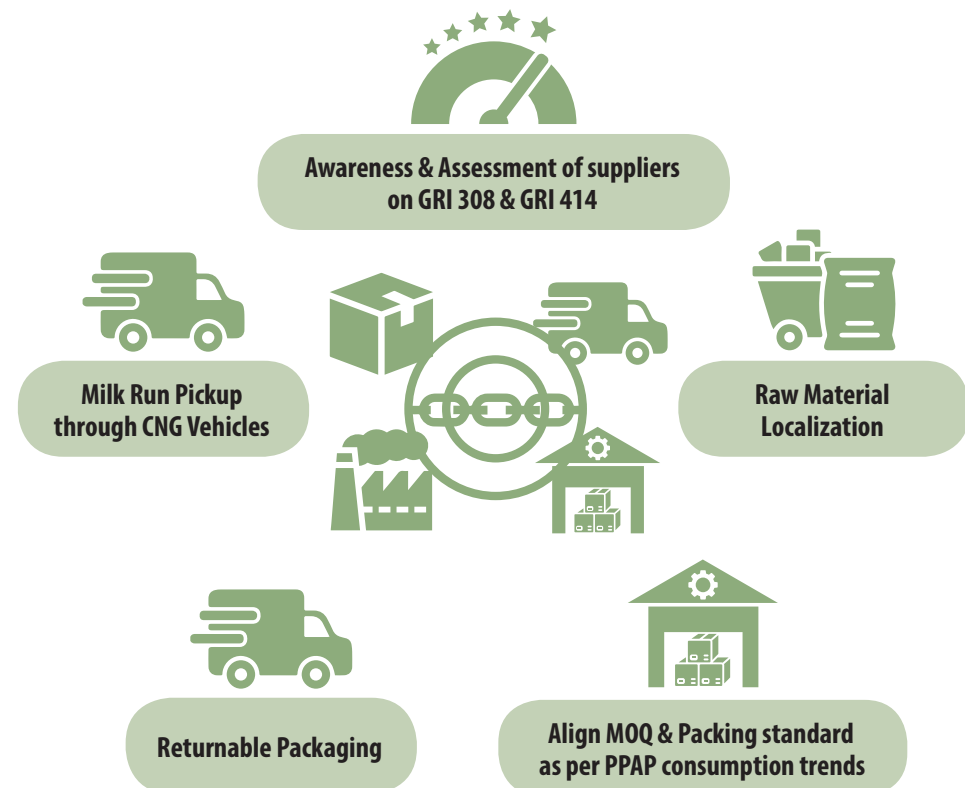 Awareness & Assessment of suppliers
on GRI 308 & GRI 414
Milk Run Pickup
through CNG Vehicles
Raw Material
Localization
Returnable Packaging
Align MOQ & Packing standard
as per PPAP consumption trends